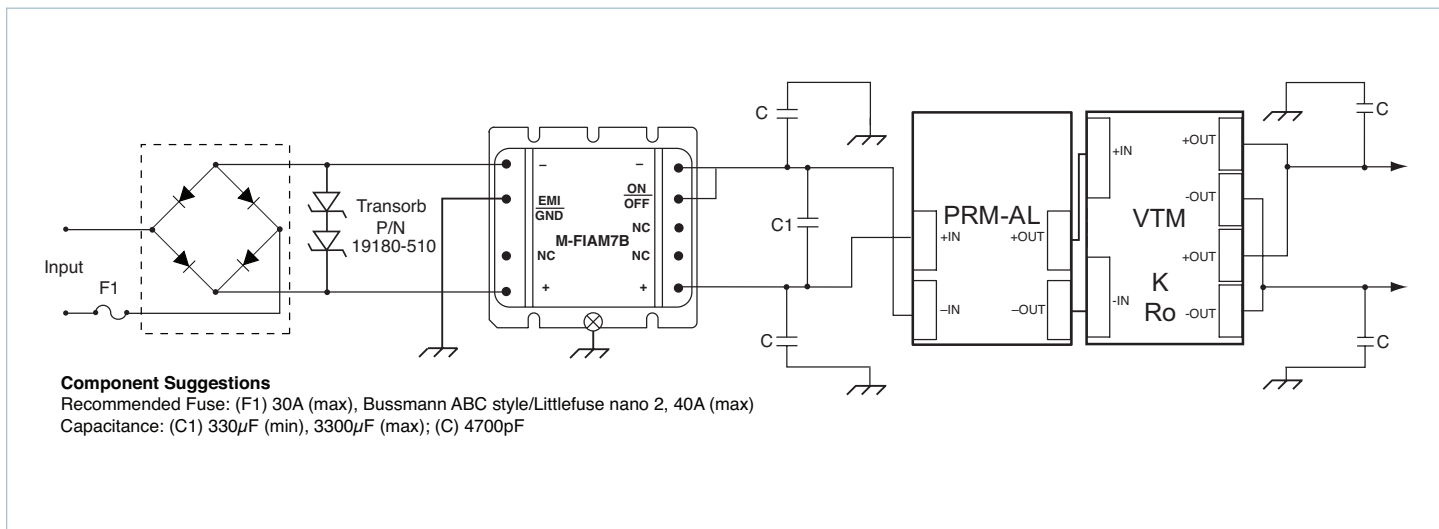 Input
F1
Transorb
P/N
19180-510
–
EMI
GND
NC
+
M-FIAM7B
–
ON
OFF
NC
NC
+
C
C1
C
PRM-AL
+IN
–IN
+OUT
–OUT
+IN
-IN
VTM
K
Ro
+OUT
-OUT
+OUT
-OUT
C
C
Component Suggestions
Recommended Fuse: (F1) 30A (max), Bussmann ABC style/Littlefuse nano 2, 40A (max)
Capacitance: (C1) 330µF (min), 3300µF (max); (C) 4700pF